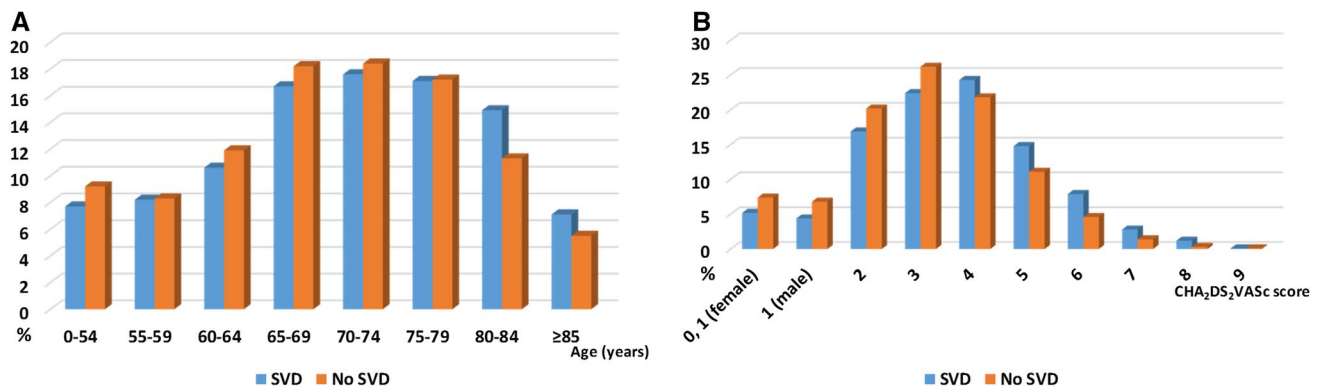 A
20
18
16
14
12
10
8
6
4
2
0
%
0-54 55-59 60-64 65-69 70-74 75-79 80-84 ≥85
Age (years)
SVD No SVD
B
30
25
20
15
10
5
0
%
0, 1 (female) 1 (male) 2 3 4 5 6 7 8 9
CHA₂DS₂VASc score
SVD No SVD